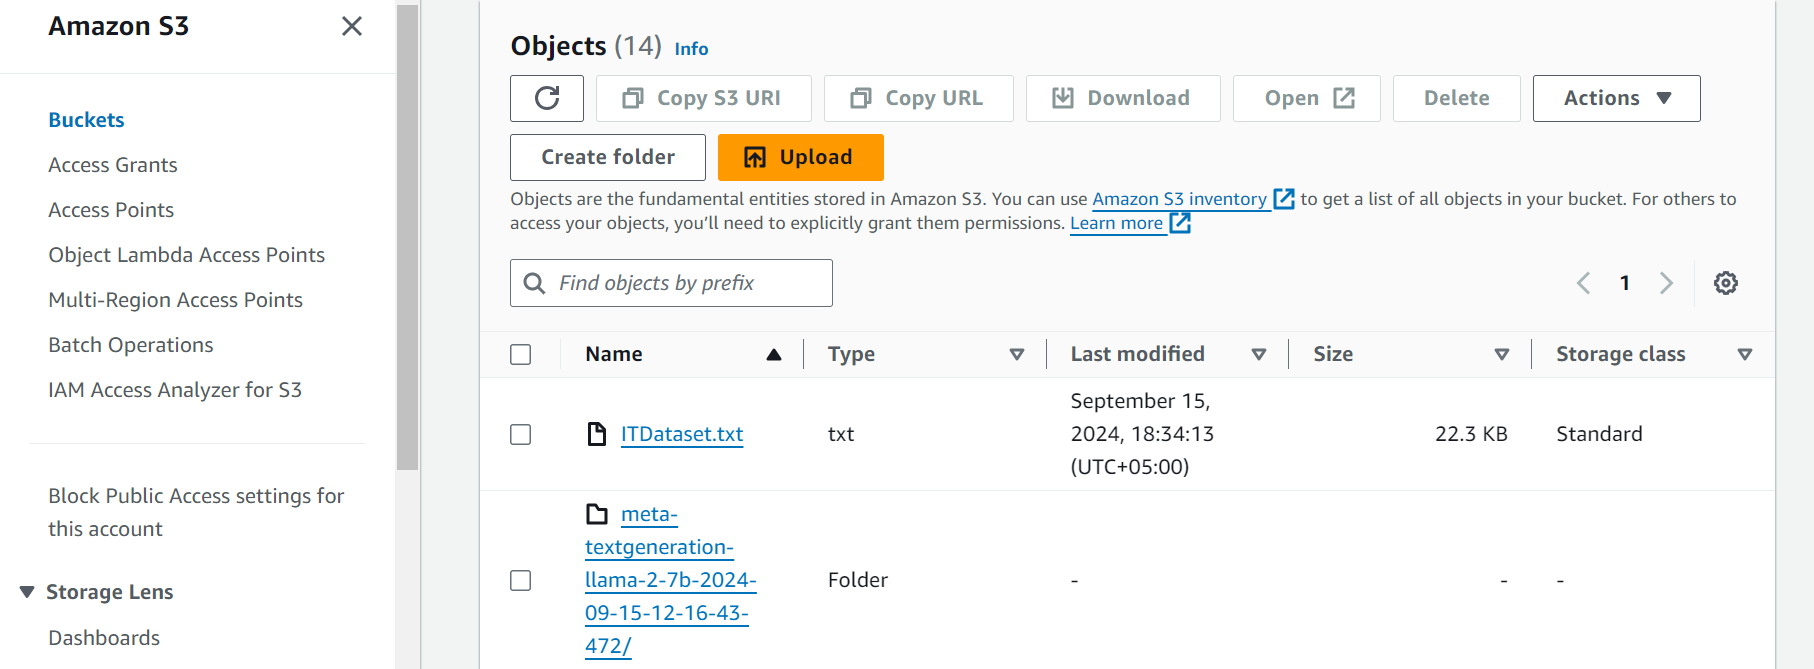 Amazon S3
Buckets
Access Grants
Access Points
Object Lambda Access Points
Multi-Region Access Points
Batch Operations
IAM Access Analyzer for S3
Block Public Access settings for
this account
Storage Lens
Dashboards
Objects (14) Info
Copy S3 URI Copy URL Download Open Delete Actions
Create folder Upload
Objects are the fundamental entities stored in Amazon S3. You can use Amazon S3 inventory to get a list of all objects in your bucket. For others to
access your objects, you’ll need to explicitly grant them permissions. Learn more
Find objects by prefix
1
Name Type Last modified Size Storage class
September 15,
ITDataset.txt txt 2024, 18:34:13 22.3 KB Standard
(UTC+05:00)
meta-
textgeneration-
llama-2-7b-2024- Folder - - -
09-15-12-16-43-
472/